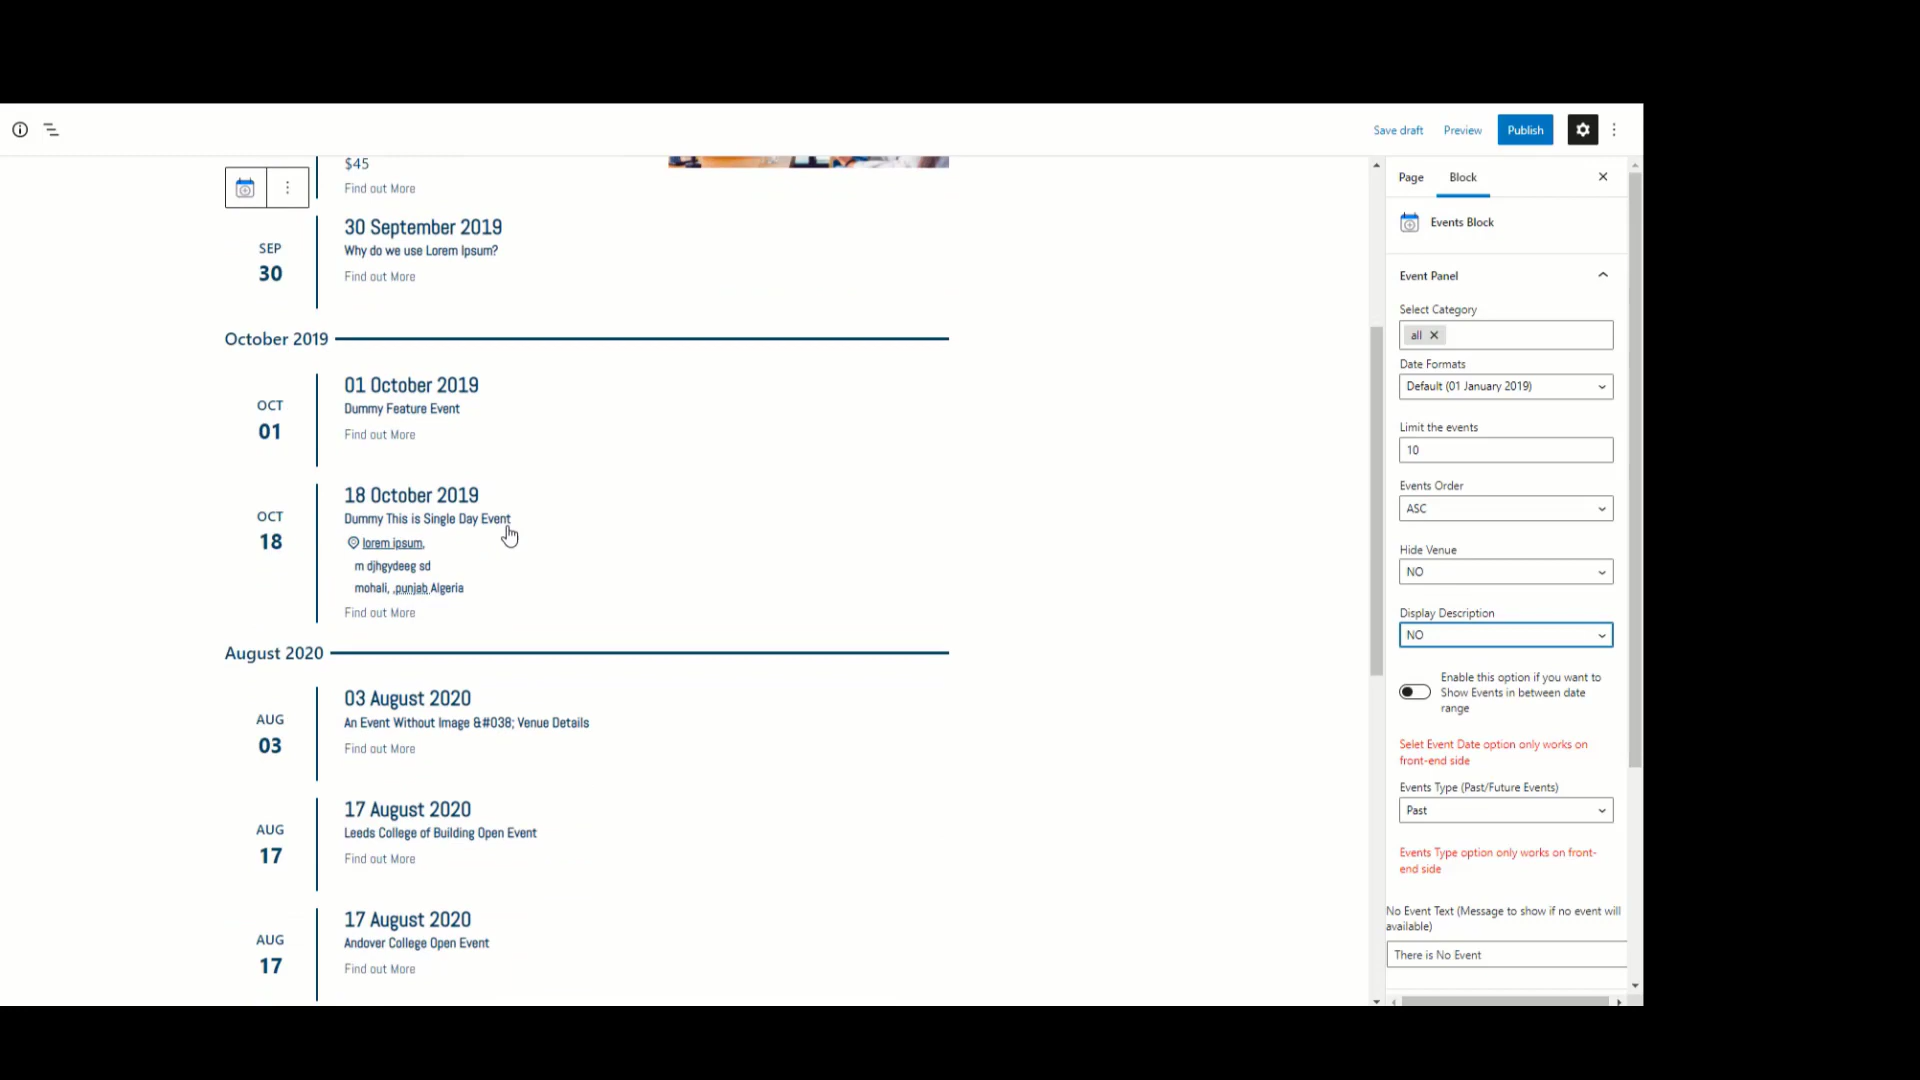 Save draft
Preview
Publish
$45
Find out More
30 September 2019
SEP
30
Why do we use Lorem Ipsum?
Find out More
October 2019
01 October 2019
OCT
01
Dummy Feature Event
Find out More
18 October 2019
OCT
18
Dummy This is Single Day Event
lorem ipsum,
m djhgydeeg sd
mohali, ,punjab Algeria
Find out More
August 2020
03 August 2020
AUG
03
An Event Without Image &#038; Venue Details
Find out More
17 August 2020
AUG
17
Leeds College of Building Open Event
Find out More
17 August 2020
AUG
17
Andover College Open Event
Find out More
Page
Block
Events Block
Event Panel
Select Category
all
Date Formats
Default (01 January 2019)
Limit the events
10
Events Order
ASC
Hide Venue
NO
Display Description
NO
Enable this option if you want to
Show Events in between date
range
Selet Event Date option only works on
front-end side
Events Type (Past/Future Events)
Past
Events Type option only works on front-
end side
No Event Text (Message to show if no event will
available)
There is No Event